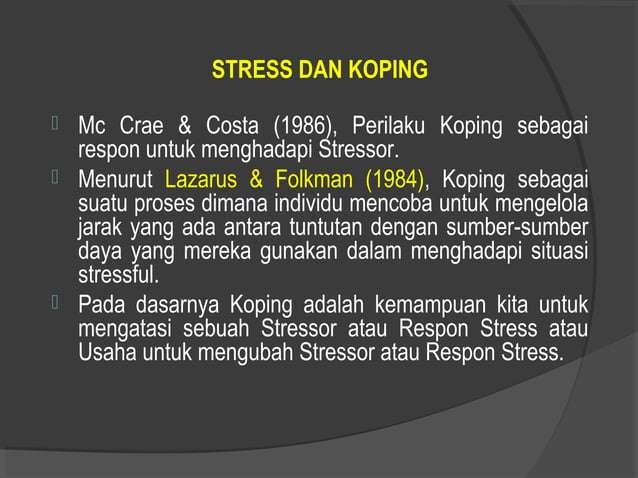 STRESS DAN KOPING
Mc Crae & Costa (1986), Perilaku Koping sebagai
respon untuk menghadapi Stressor.
Menurut Lazarus & Folkman (1984), Koping sebagai
suatu proses dimana individu mencoba untuk mengelola
jarak yang ada antara tuntutan dengan sumber-sumber
daya yang mereka gunakan dalam menghadapi situasi
stressful.
Pada dasarnya Koping adalah kemampuan kita untuk
mengatasi sebuah Stressor atau Respon Stress atau
Usaha untuk mengubah Stressor atau Respon Stress.